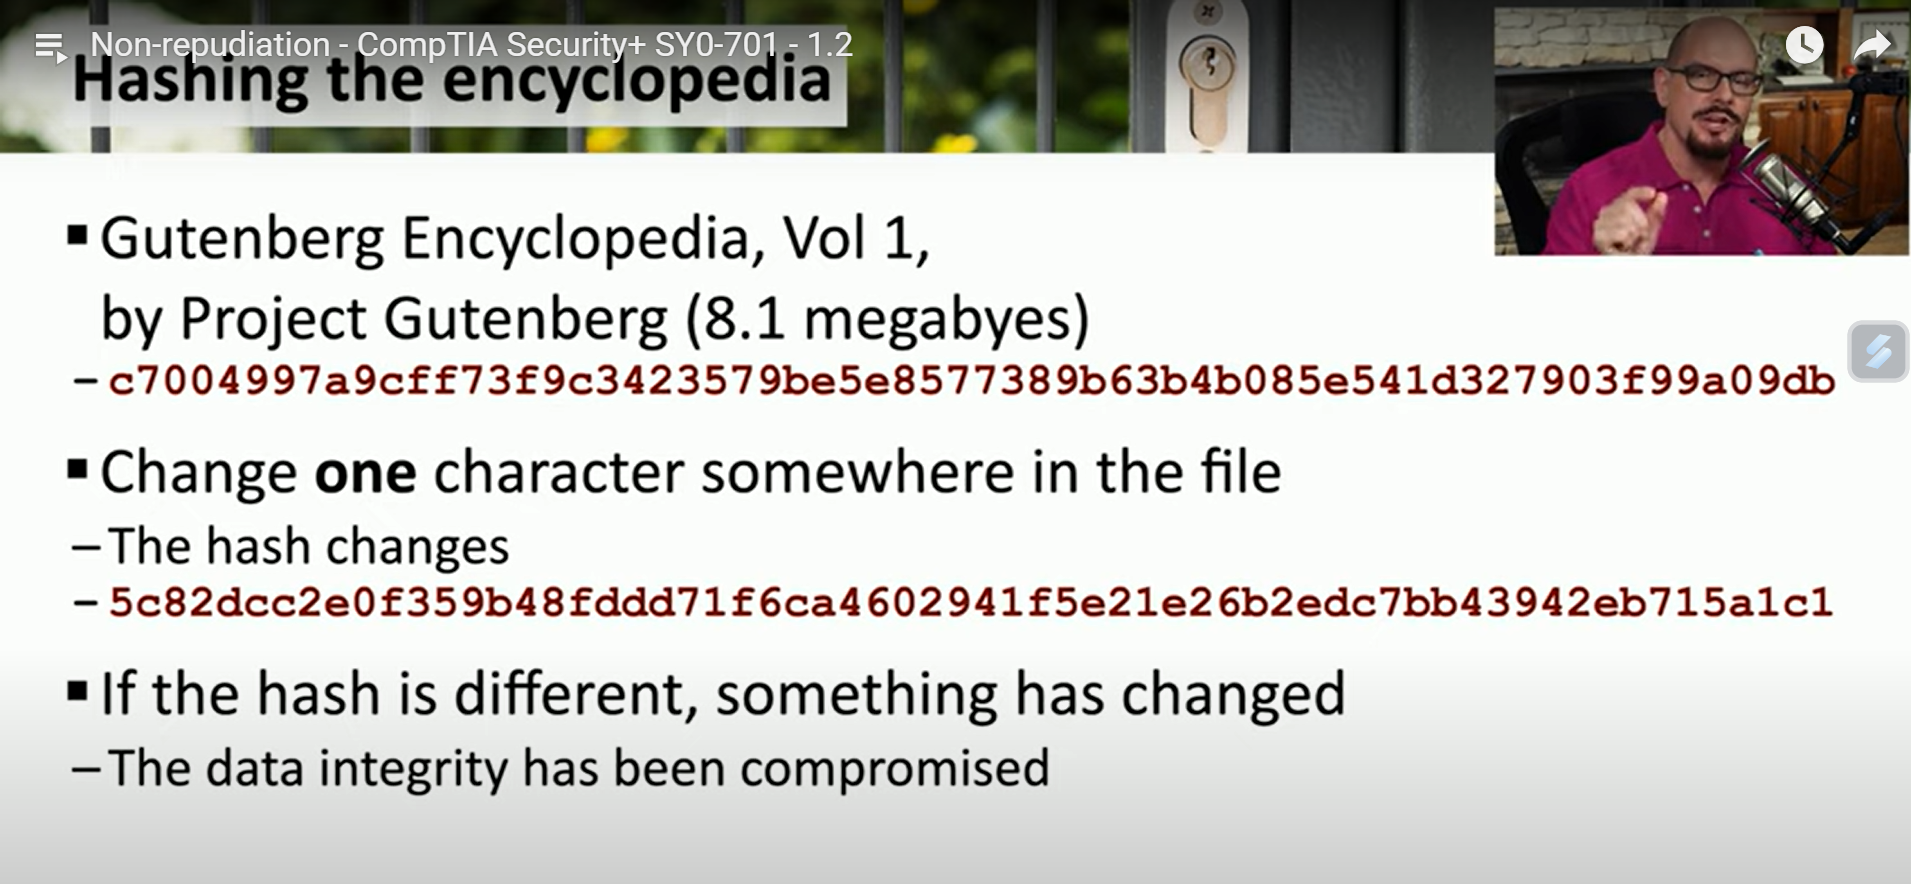 Non-repudiation - CompTIA Security+ SY0-701 - 1.2
Hashing the encyclopedia
▪ Gutenberg Encyclopedia, Vol 1,
by Project Gutenberg (8.1 megabyes)
– c7004997a9cff73f9c3423579be5e8577389b63b4b085e541d327903f99a09db
▪ Change one character somewhere in the file
– The hash changes
– 5c82dcc2e0f359b48fddd71f6ca4602941f5e21e26b2edc7bb43942eb715a1c1
▪ If the hash is different, something has changed
– The data integrity has been compromised